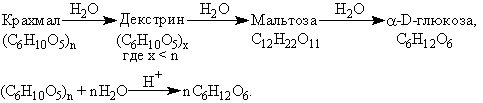 H₂O H₂O H₂O
Крахмал → Декстрин → Мальтоза → α-D-глюкоза,
(C₆H₁₀O₅)ₙ (C₆H₁₀O₅)ₓ C₁₂H₂₂O₁₁ C₆H₁₂O₆
где x < n
H⁺
(C₆H₁₀O₅)ₙ + nH₂O → nC₆H₁₂O₆.